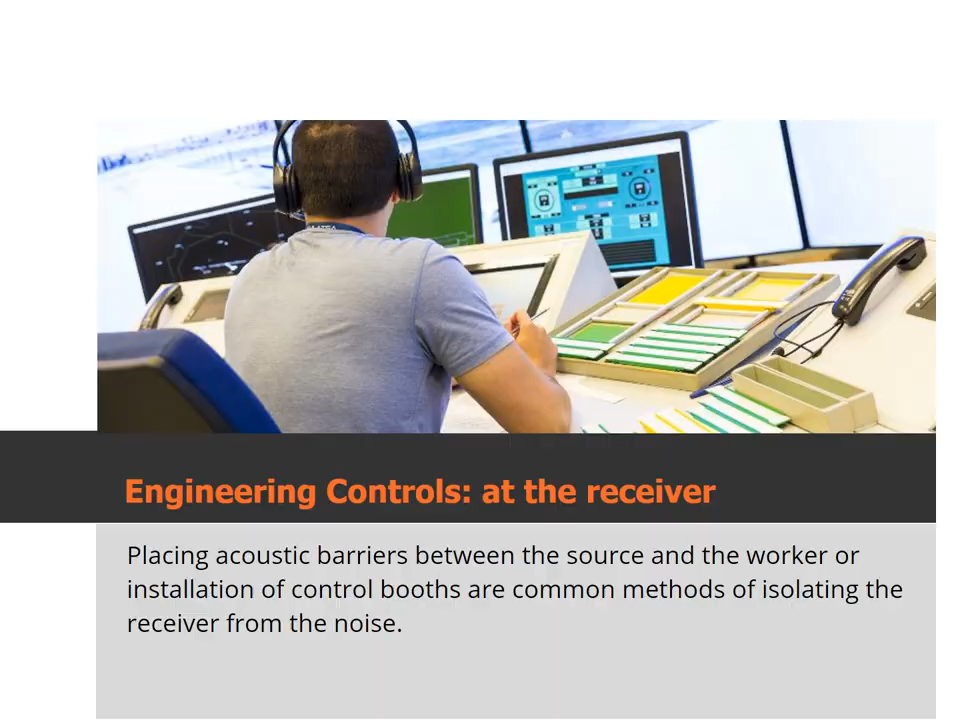 Engineering Controls: at the receiver
Placing acoustic barriers between the source and the worker or
installation of control booths are common methods of isolating the
receiver from the noise.